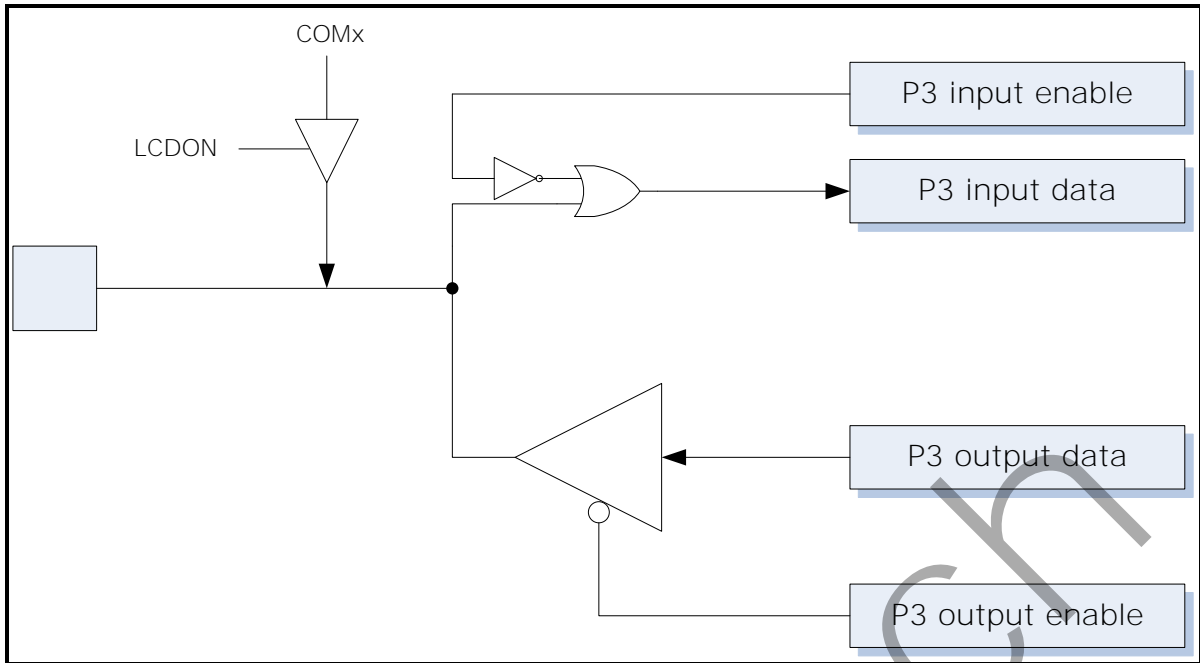 COMx
P3 input enable
LCDON
P3 input data
P3 output data
P3 output enable